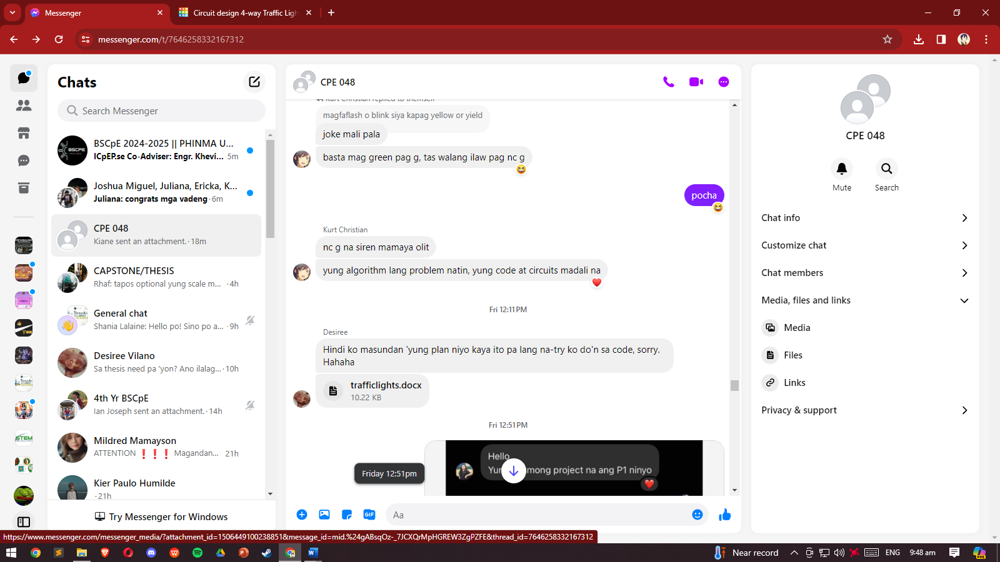 Messenger
Circuit design 4-way Traffic Ligh
messenger.com/t/7646258332167312
Chats
Search Messenger
BSCpE 2024-2025 || PHINMA U...
ICpEP.se Co-Adviser: Engr. Khevi... 5m
Joshua Miguel, Juliana, Ericka, K...
Juliana: congrats mga vadeng · 6m
CPE 048
Kiane sent an attachment. · 18m
CAPSTONE/THESIS
Rhaf: tapos optional yung scale m... · 4h
General chat
Shania Lalaine: Hello po! Sino po a... · 9h
Desiree Vilano
Sa thesis need pa 'yon? Ano ilalag... · 10h
4th Yr BSCpE
Ian Joseph sent an attachment. · 14h
Mildred Mamayson
ATTENTION ❗❗❗ Magandan... 21h
Kier Paulo Humilde
· 21h
Try Messenger for Windows
CPE 048
Kurt Christian replied to themself
magfaflash o blink siya kapag yellow or yield
joke mali pala
basta mag green pag g, tas walang ilaw pag nc g
pocha
Kurt Christian
nc g na siren mamaya olit
yung algorithm lang problem natin, yung code at circuits madali na
Fri 12:11 PM
Desiree
Hindi ko masundan 'yung plan niyo kaya ito pa lang na-try ko do'n sa code, sorry.
Hahaha
trafficlights.docx
10.22 KB
Fri 12:51 PM
Hello
mong project na ang P1 ninyo
Friday 12:51pm
GIF
Aa
CPE 048
Mute
Search
Chat info
Customize chat
Chat members
Media, files and links
Media
Files
Links
Privacy & support
https://www.messenger.com/messenger_media/?attachment_id=1506449100238851&message_id=mid.%24gABsqOz-_7JCXQrMpHGREW3ZgPZFE&thread_id=7646258332167312
Near record
ENG
9:48 am